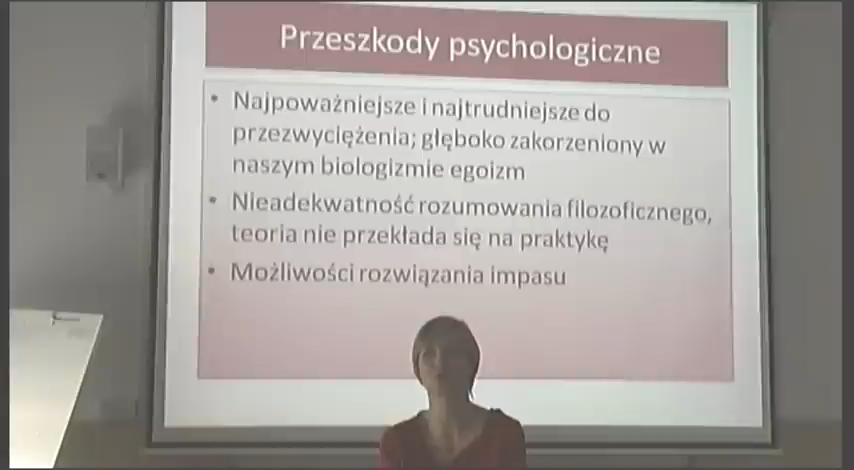 Przeszkody psychologiczne
• Najpoważniejsze i najtrudniejsze do
przezwyciężenia; głęboko zakorzeniony w
naszym biologizmie egoizm
• Nieadekwatność rozumowania filozoficznego,
teoria nie przekłada się na praktykę
• Możliwości rozwiązania impasu